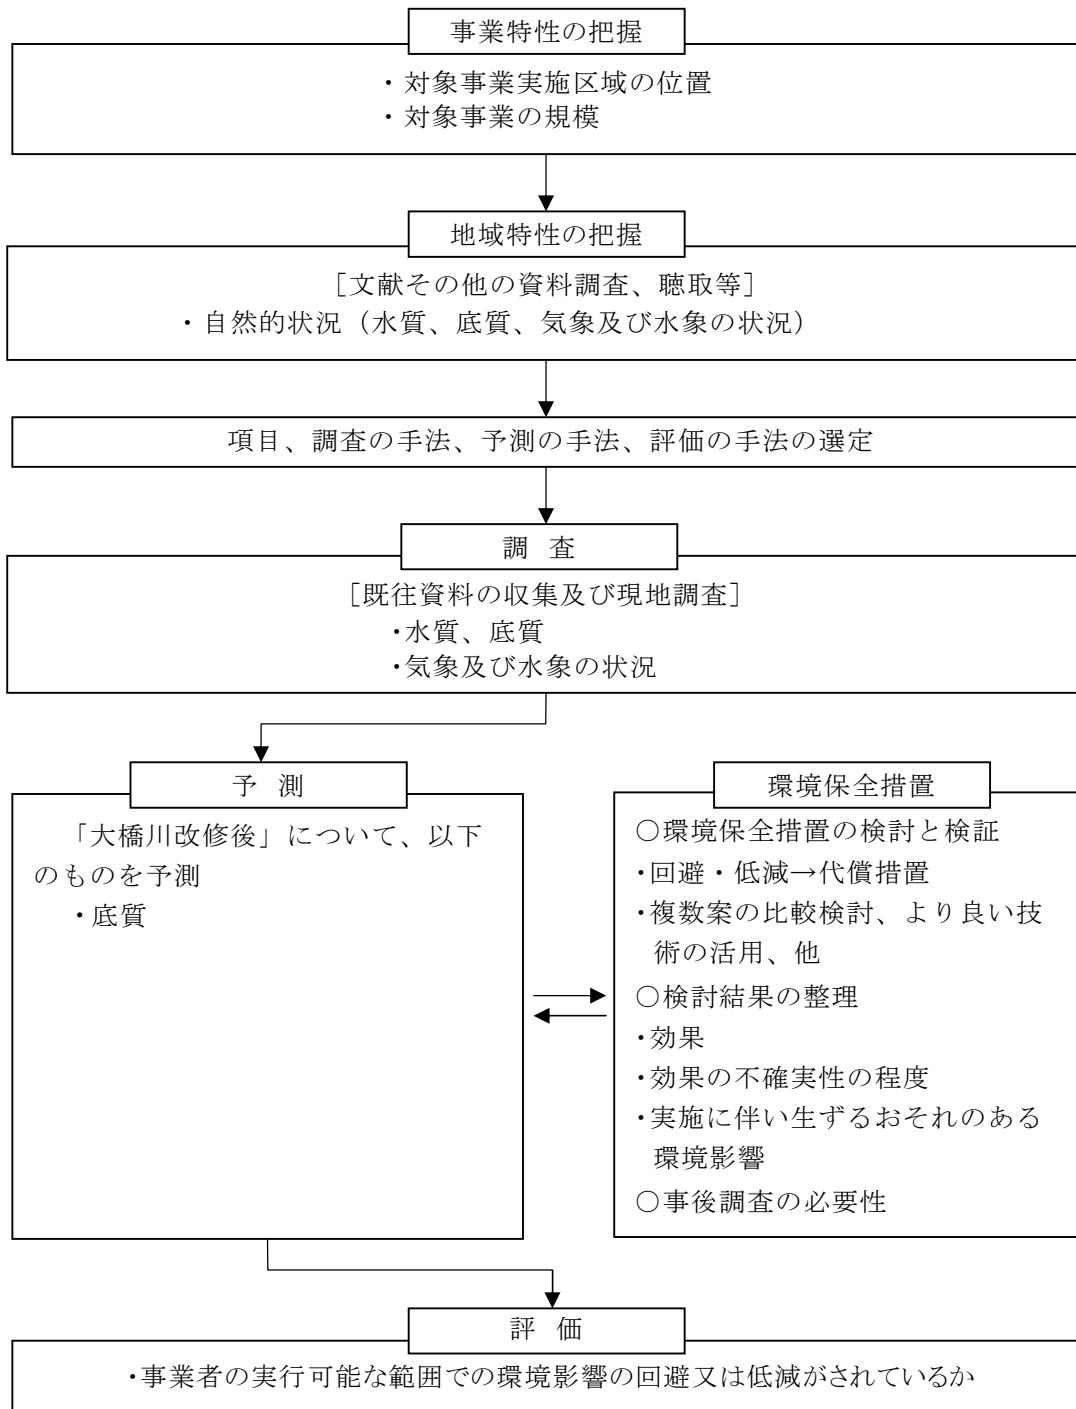 事業特性の把握
・対象事業実施区域の位置
・対象事業の規模
地域特性の把握
[文献その他の資料調査、聴取等]
・自然的状況（水質、底質、気象及び水象の状況）
項目、調査の手法、予測の手法、評価の手法の選定
調 査
[既往資料の収集及び現地調査]
・水質、底質
・気象及び水象の状況
予 測
「大橋川改修後」について、以下
のものを予測
・底質
環境保全措置
○環境保全措置の検討と検証
・回避・低減→代償措置
・複数案の比較検討、より良い技
術の活用、他
○検討結果の整理
・効果
・効果の不確実性の程度
・実施に伴い生ずるおそれのある
環境影響
○事後調査の必要性
評 価
・事業者の実行可能な範囲での環境影響の回避又は低減がされているか